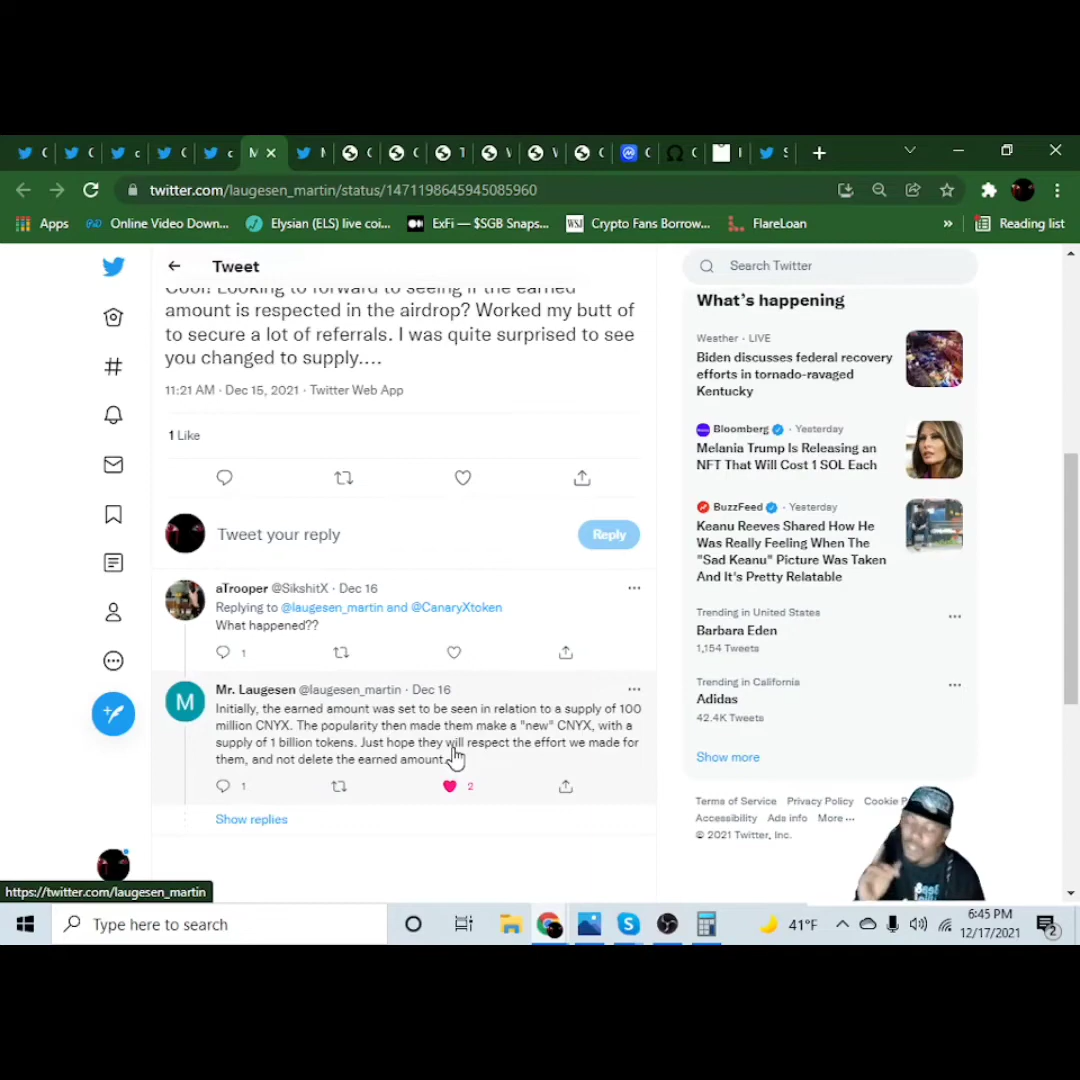 twitter.com/laugesen_martin/status/1471198645945085960
Apps
Online Video Down...
Elysian (ELS) live coi...
ExFi — $SGB Snaps...
WSJ
Crypto Fans Borrow...
FlareLoan
»
Reading list
Tweet
Cool! Looking to forward to seeing if the earned
amount is respected in the airdrop? Worked my butt of
to secure a lot of referrals. I was quite surprised to see
you changed to supply....
11:21 AM · Dec 15, 2021 · Twitter Web App
1 Like
Tweet your reply
Reply
aTrooper @SikshitX · Dec 16
Replying to @laugesen_martin and @CanaryXtoken
What happened??
1
M
Mr. Laugesen @laugesen_martin · Dec 16
Initially, the earned amount was set to be seen in relation to a supply of 100
million CNYX. The popularity then made them make a "new" CNYX, with a
supply of 1 billion tokens. Just hope they will respect the effort we made for
them, and not delete the earned amount.
1
2
Show replies
Search Twitter
What's happening
Weather · LIVE
Biden discusses federal recovery
efforts in tornado-ravaged
Kentucky
Bloomberg · Yesterday
Melania Trump Is Releasing an
NFT That Will Cost 1 SOL Each
BuzzFeed · Yesterday
Keanu Reeves Shared How He
Was Really Feeling When The
"Sad Keanu" Picture Was Taken
And It's Pretty Relatable
Trending in United States
Barbara Eden
1,154 Tweets
Trending in California
Adidas
42.4K Tweets
Show more
Terms of Service Privacy Policy Cookie P
Accessibility Ads info More ...
© 2021 Twitter, Inc.
https://twitter.com/laugesen_martin
Type here to search
41°F
6:45 PM
12/17/2021
2